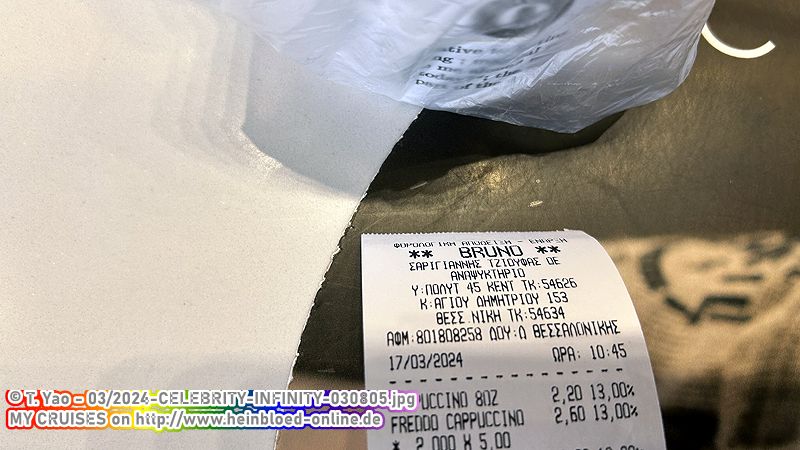 ΦΟΡΟΛΟΓΙΚΗ ΑΠΟΔΕΙΞΗ - ΕΝΑΡΞΗ
** BRUNO **
ΣΑΡΙΓΙΑΝΝΗΣ ΤΖΙΟΥΦΑΣ ΟΕ
ΑΝΑΨΥΚΤΗΡΙΟ
Υ:ΠΟΛΥΤ 45 ΚΕΝΤ ΤΚ:54626
Κ:ΑΓΙΟΥ ΔΗΜΗΤΡΙΟΥ 153
ΘΕΣΣ.ΝΙΚΗ ΤΚ:54634
ΑΦΜ:801808258 ΔΟΥ:Δ ΘΕΣΣΑΛΟΝΙΚΗΣ
17/03/2024 ΩΡΑ: 10:45
PUCCINO 8OZ 2,20 13,00%
FREDDO CAPPUCCINO 2,60 13,00%
* 2,000 X 5,00
© T. Yao - 03/2024-CELEBRITY-INFINITY-030805.jpg
MY CRUISES on http://www.heinbloed-online.de